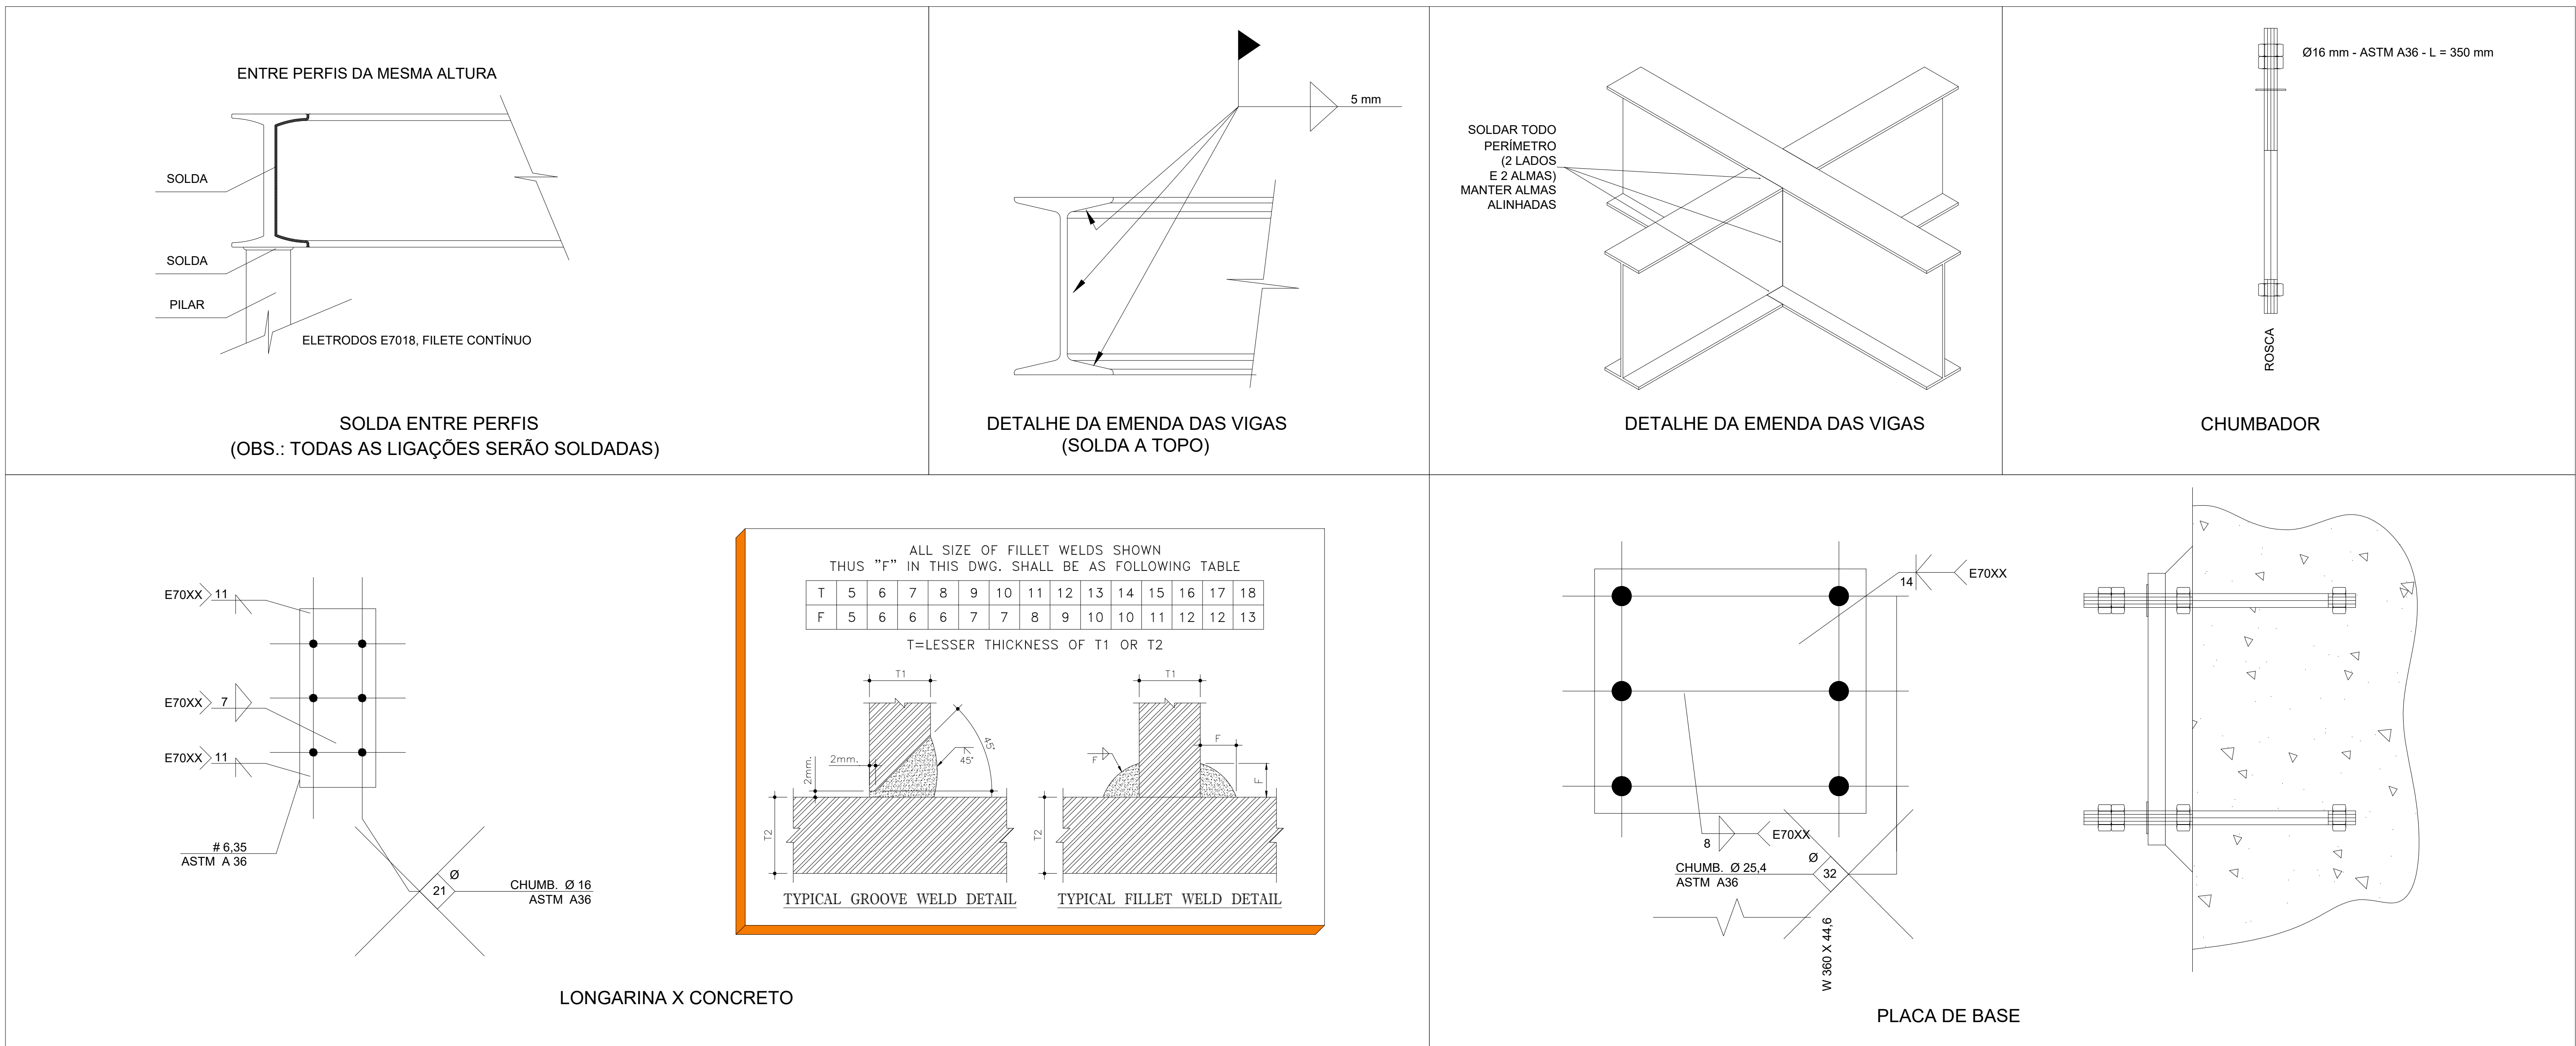 ENTRE PERFIS DA MESMA ALTURA
SOLDA
SOLDA
PILAR
ELETRODOS E7018, FILETE CONTÍNUO
SOLDA ENTRE PERFIS
(OBS.: TODAS AS LIGAÇÕES SERÃO SOLDADAS)
5 mm
DETALHE DA EMENDA DAS VIGAS
(SOLDA A TOPO)
SOLDAR TODO
PERÍMETRO
(2 LADOS
E 2 ALMAS)
MANTER ALMAS
ALINHADAS
DETALHE DA EMENDA DAS VIGAS
Ø16 mm - ASTM A36 - L = 350 mm
ROSCA
CHUMBADOR
E70XX 11
E70XX 7
E70XX 11
# 6,35
ASTM A 36
Ø
21
CHUMB. Ø 16
ASTM A36
ALL SIZE OF FILLET WELDS SHOWN
THUS "F" IN THIS DWG. SHALL BE AS FOLLOWING TABLE
T 5 6 7 8 9 10 11 12 13 14 15 16 17 18
F 5 6 6 6 7 7 8 9 10 10 11 12 12 13
T=LESSER THICKNESS OF T1 OR T2
T1
45°
2mm.
2mm.
45°
T2
TYPICAL GROOVE WELD DETAIL
T1
F
F
F
T2
TYPICAL FILLET WELD DETAIL
LONGARINA X CONCRETO
14 E70XX
8 E70XX
CHUMB. Ø 25,4
ASTM A36
Ø
32
W 360 X 44,6
PLACA DE BASE